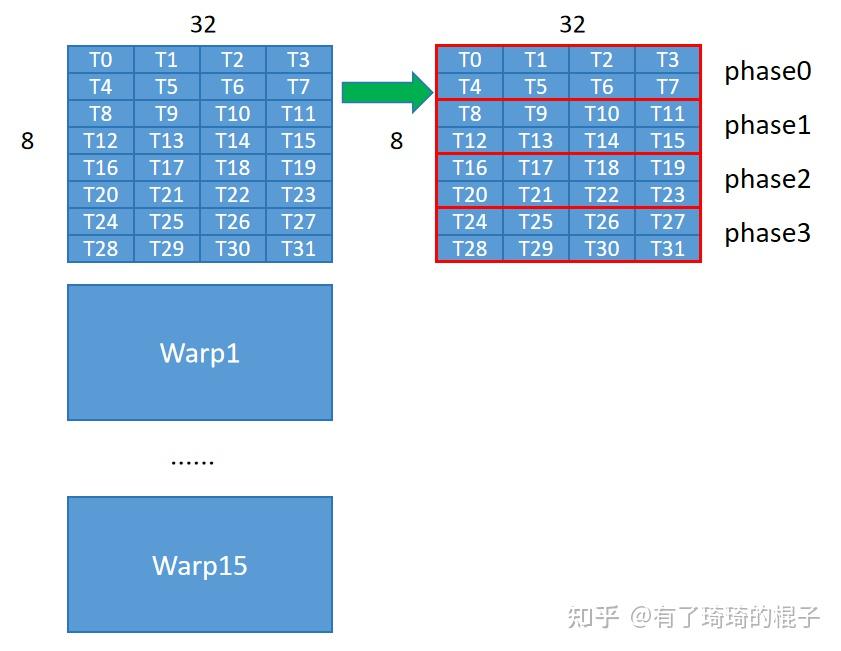 32 32
T0 T1 T2 T3 T0 T1 T2 T3 phase0
T4 T5 T6 T7 T4 T5 T6 T7
T8 T9 T10 T11 T8 T9 T10 T11 phase1
8 T12 T13 T14 T15 8 T12 T13 T14 T15
T16 T17 T18 T19 T16 T17 T18 T19 phase2
T20 T21 T22 T23 T20 T21 T22 T23
T24 T25 T26 T27 T24 T25 T26 T27 phase3
T28 T29 T30 T31 T28 T29 T30 T31
Warp1
......
Warp15
知乎 @有了琦琦的棍子